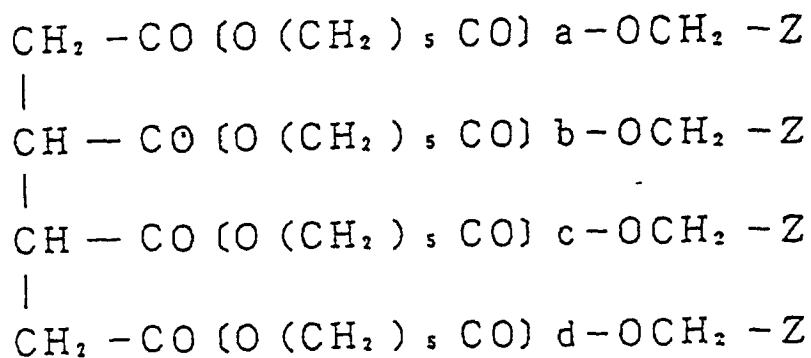 CH₂ -CO [O (CH₂) ₅ CO] a-OCH₂ -Z
|
CH - CO [O (CH₂) ₅ CO] b-OCH₂ -Z
|
CH - CO [O (CH₂) ₅ CO] c-OCH₂ -Z
|
CH₂ -CO [O (CH₂) ₅ CO] d-OCH₂ -Z